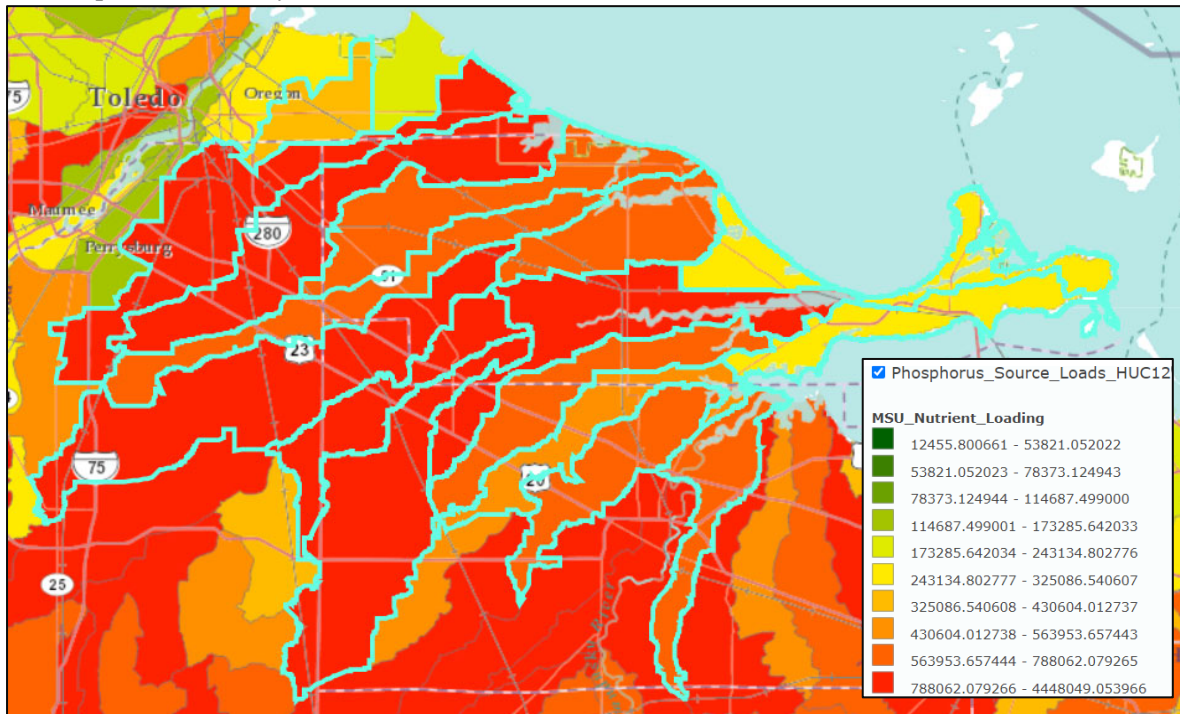 75
Toledo
Oregon
Maumee
Perrysburg
280
51
23
75
20
25
Phosphorus_Source_Loads_HUC12
MSU_Nutrient_Loading
12455.800661 - 53821.052022
53821.052023 - 78373.124943
78373.124944 - 114687.499000
114687.499001 - 173285.642033
173285.642034 - 243134.802776
243134.802777 - 325086.540607
325086.540608 - 430604.012737
430604.012738 - 563953.657443
563953.657444 - 788062.079265
788062.079266 - 4448049.053966